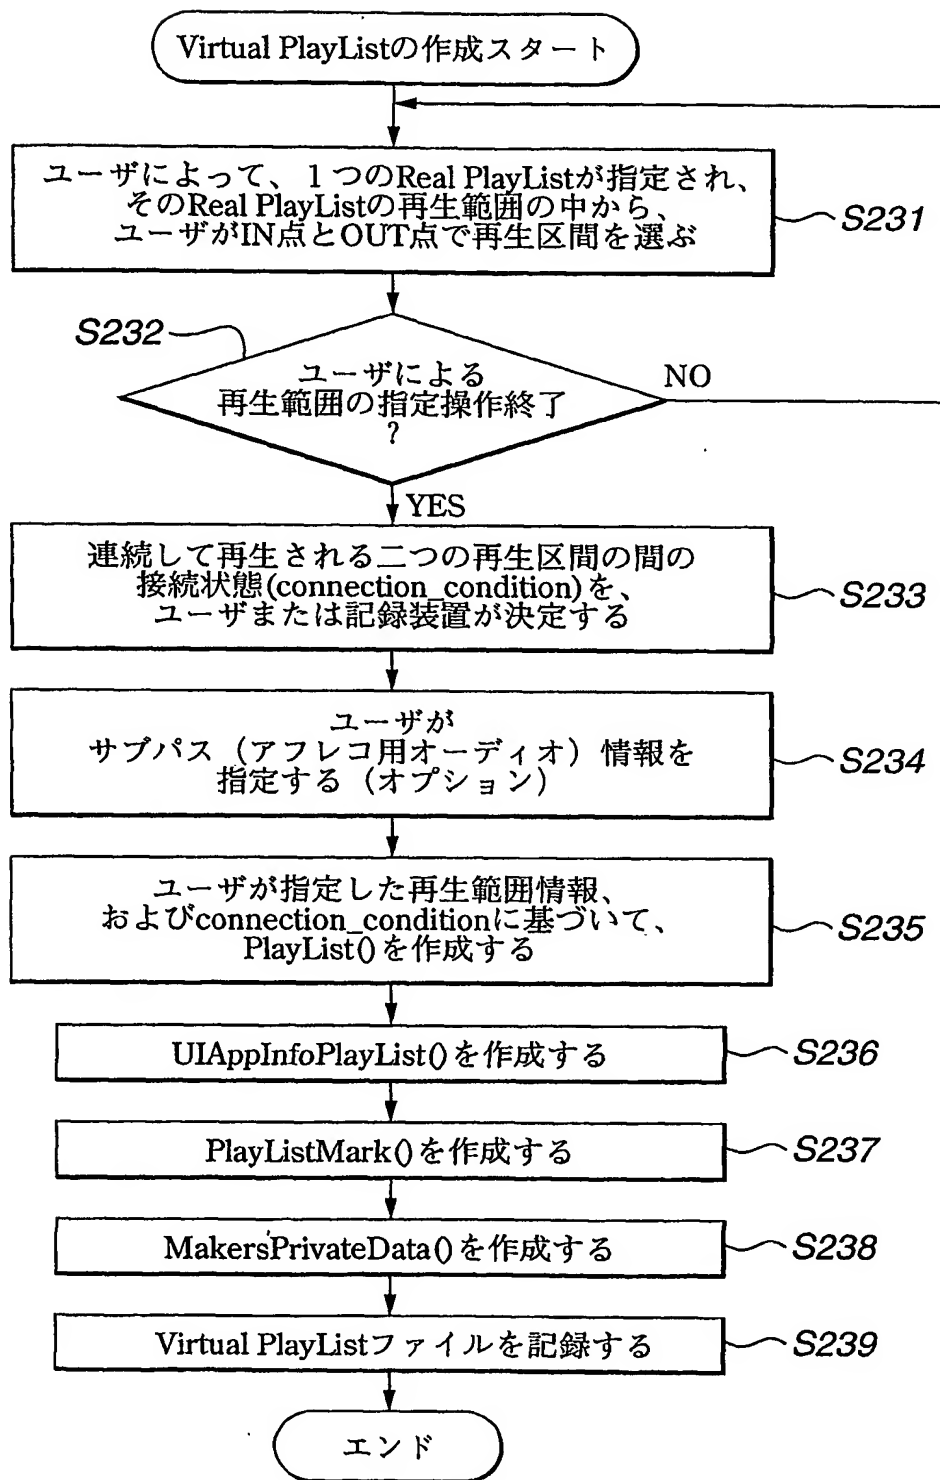 Virtual PlayListの作成スタート
ユーザによって、１つのReal PlayListが指定され、
そのReal PlayListの再生範囲の中から、
ユーザがIN点とOUT点で再生区間を選ぶ
S231
S232
ユーザによる
再生範囲の指定操作終了
?
NO
YES
連続して再生される二つの再生区間の間の
接続状態(connection_condition)を、
ユーザまたは記録装置が決定する
S233
ユーザが
サブパス（アフレコ用オーディオ）情報を
指定する（オプション）
S234
ユーザが指定した再生範囲情報、
およびconnection_conditionに基づいて、
PlayList()を作成する
S235
UIAppInfoPlayList()を作成する
S236
PlayListMark()を作成する
S237
MakersPrivateData()を作成する
S238
Virtual PlayListファイルを記録する
S239
エンド